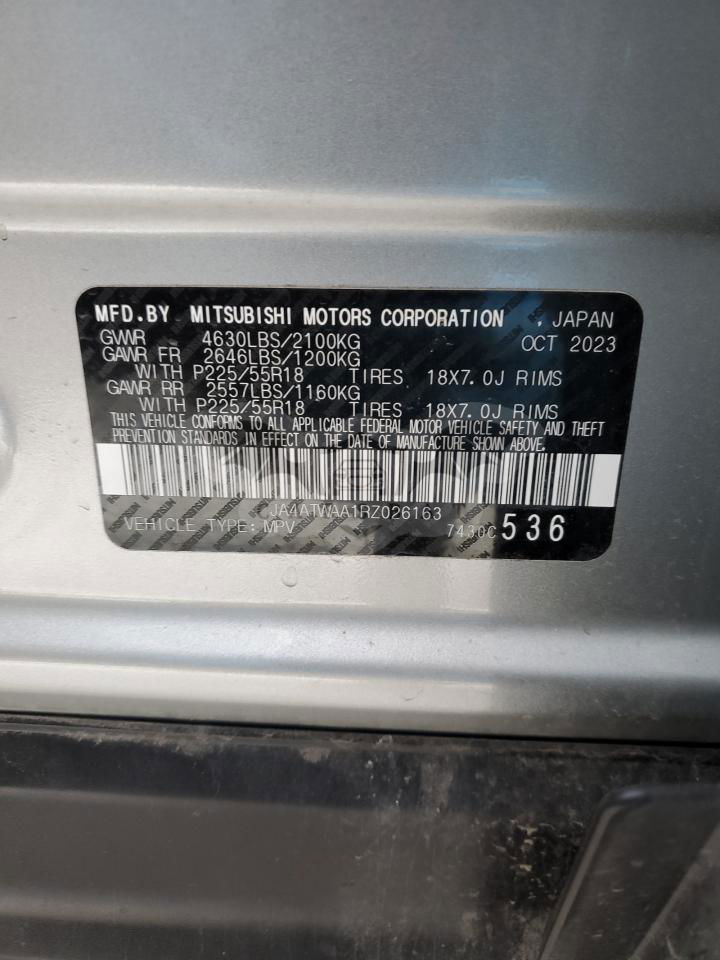 MFD.BY MITSUBISHI MOTORS CORPORATION , JAPAN
GVWR 4630LBS/2100KG OCT 2023
GAWR FR 2646LBS/1200KG
WITH P225/55R18 TIRES 18X7.0J RIMS
GAWR RR 2557LBS/1160KG
WITH P225/55R18 TIRES 18X7.0J RIMS
THIS VEHICLE CONFORMS TO ALL APPLICABLE FEDERAL MOTOR VEHICLE SAFETY AND THEFT
PREVENTION STANDARDS IN EFFECT ON THE DATE OF MANUFACTURE SHOWN ABOVE.
JA4ATWAA1RZ026163
VEHICLE TYPE: MPV 7430C 536